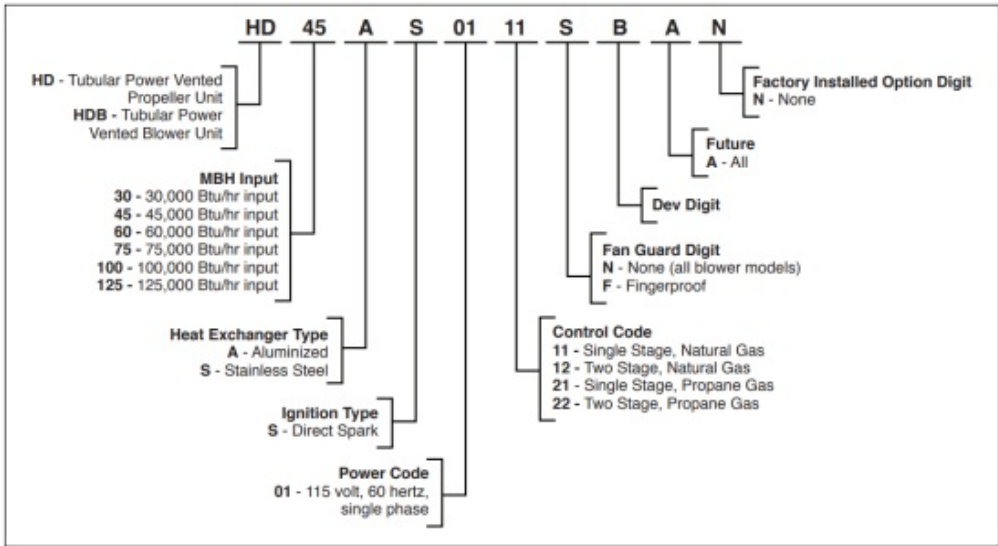 HD 45 A S 01 11 S B A N
HD - Tubular Power Vented
Propeller Unit
HDB - Tubular Power
Vented Blower Unit
MBH Input
30 - 30,000 Btu/hr input
45 - 45,000 Btu/hr input
60 - 60,000 Btu/hr input
75 - 75,000 Btu/hr input
100 - 100,000 Btu/hr input
125 - 125,000 Btu/hr input
Heat Exchanger Type
A - Aluminized
S - Stainless Steel
Ignition Type
S - Direct Spark
Power Code
01 - 115 volt, 60 hertz,
single phase
Control Code
11 - Single Stage, Natural Gas
12 - Two Stage, Natural Gas
21 - Single Stage, Propane Gas
22 - Two Stage, Propane Gas
Fan Guard Digit
N - None (all blower models)
F - Fingerproof
Dev Digit
Future
A - All
Factory Installed Option Digit
N - None